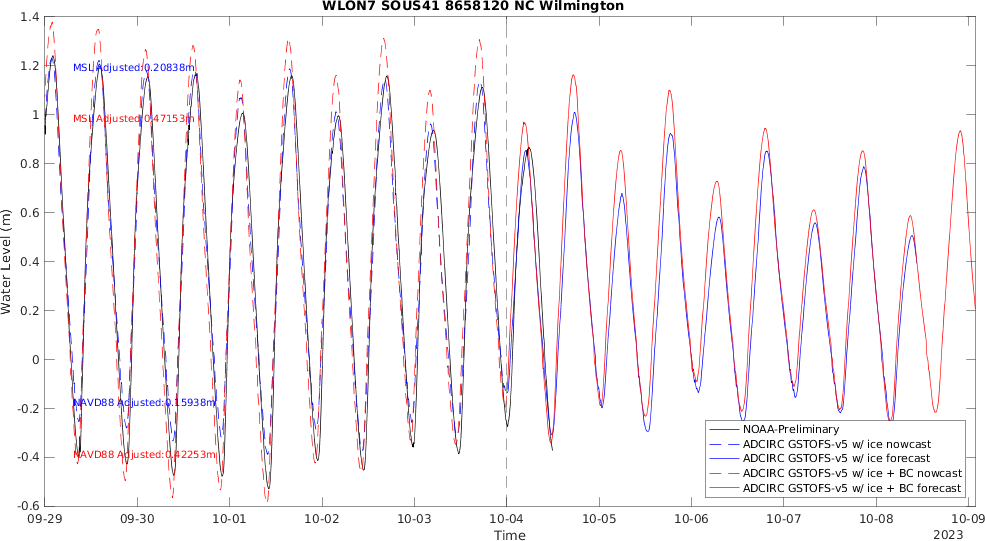 WLON7 SOUS41 8658120 NC Wilmington
1.4
1.2
1
0.8
0.6
0.4
0.2
0
-0.2
-0.4
-0.6
Water Level (m)
MSL Adjusted:0.20838m
MSL Adjusted:0.47153m
NAVD88 Adjusted:0.15938m
NAVD88 Adjusted:0.42253m
NOAA-Preliminary
ADCIRC GSTOFS-v5 w/ ice nowcast
ADCIRC GSTOFS-v5 w/ ice forecast
ADCIRC GSTOFS-v5 w/ ice + BC nowcast
ADCIRC GSTOFS-v5 w/ ice + BC forecast
09-29 09-30 10-01 10-02 10-03 10-04 10-05 10-06 10-07 10-08 10-09
Time
2023